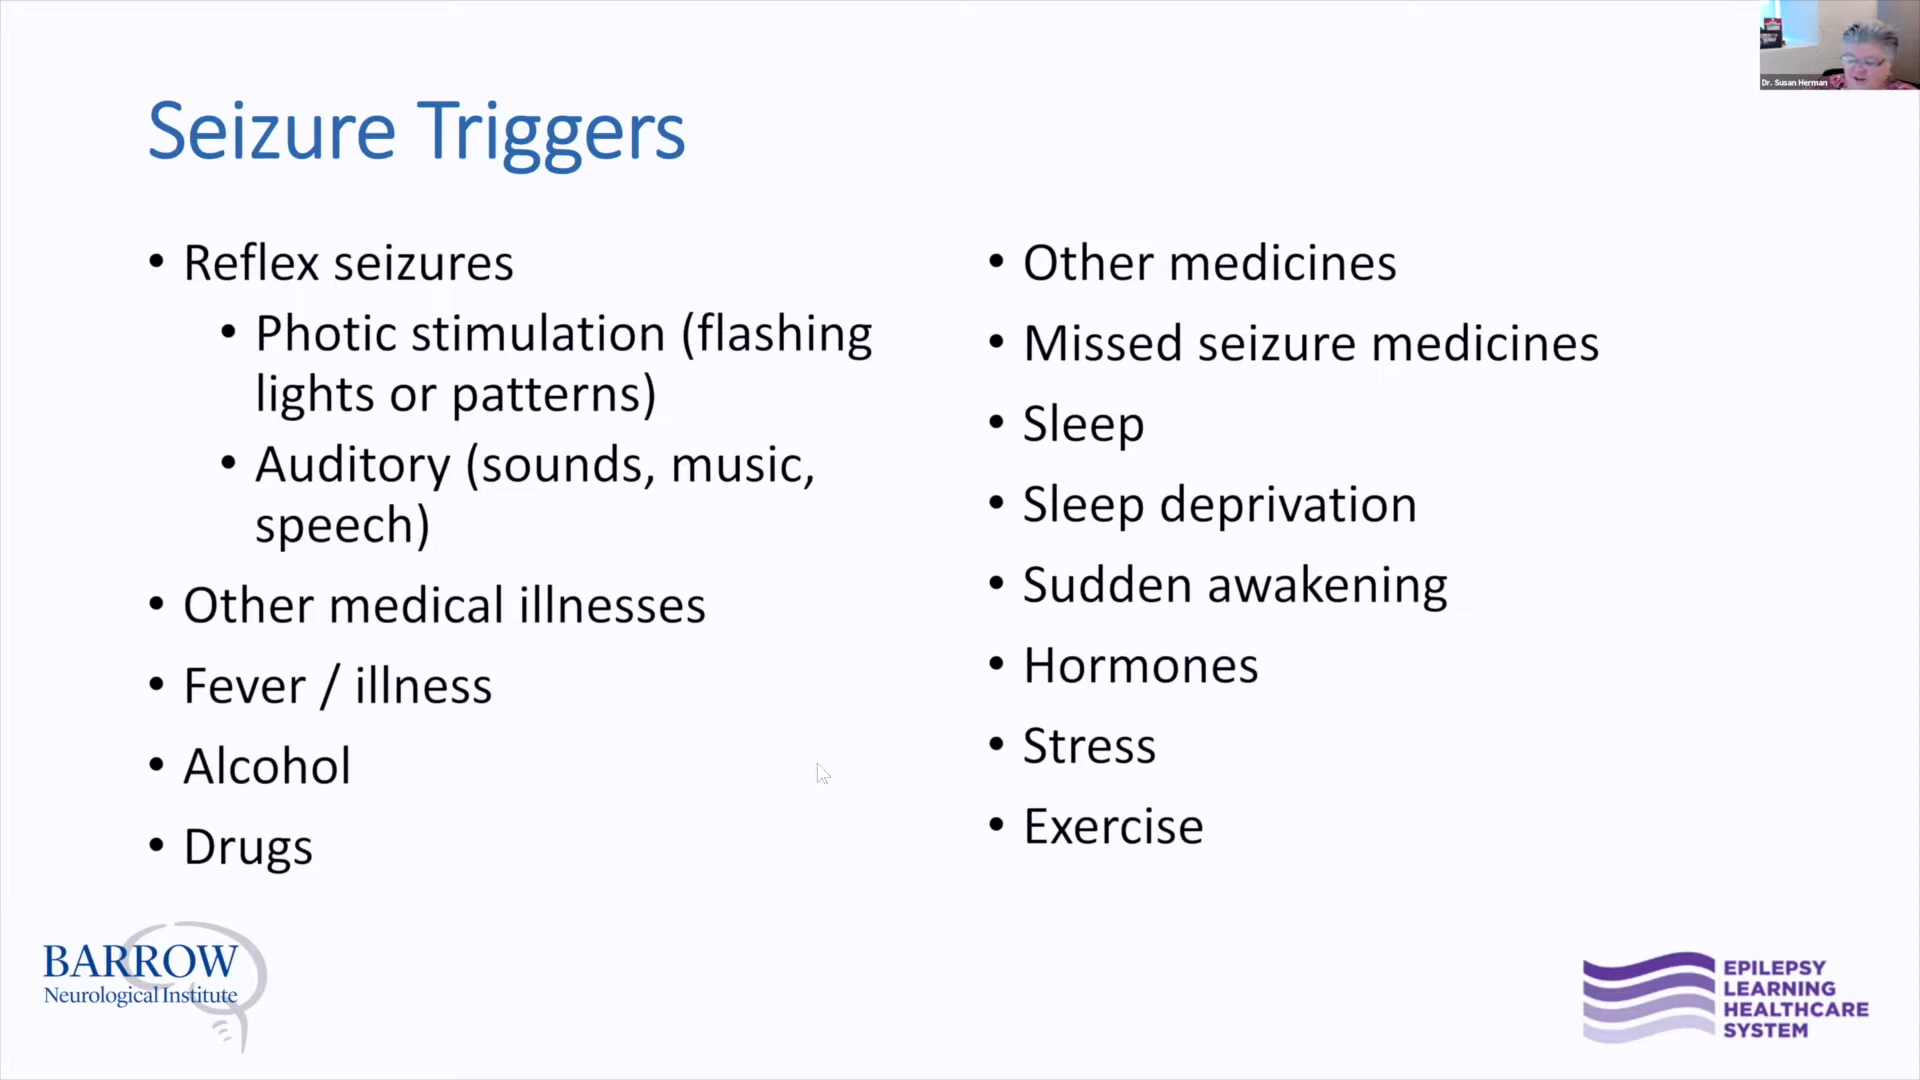 Dr. Susan Herman
Seizure Triggers
• Reflex seizures
• Photic stimulation (flashing
lights or patterns)
• Auditory (sounds, music,
speech)
• Other medical illnesses
• Fever / illness
• Alcohol
• Drugs
• Other medicines
• Missed seizure medicines
• Sleep
• Sleep deprivation
• Sudden awakening
• Hormones
• Stress
• Exercise
BARROW
Neurological Institute
EPILEPSY
LEARNING
HEALTHCARE
SYSTEM